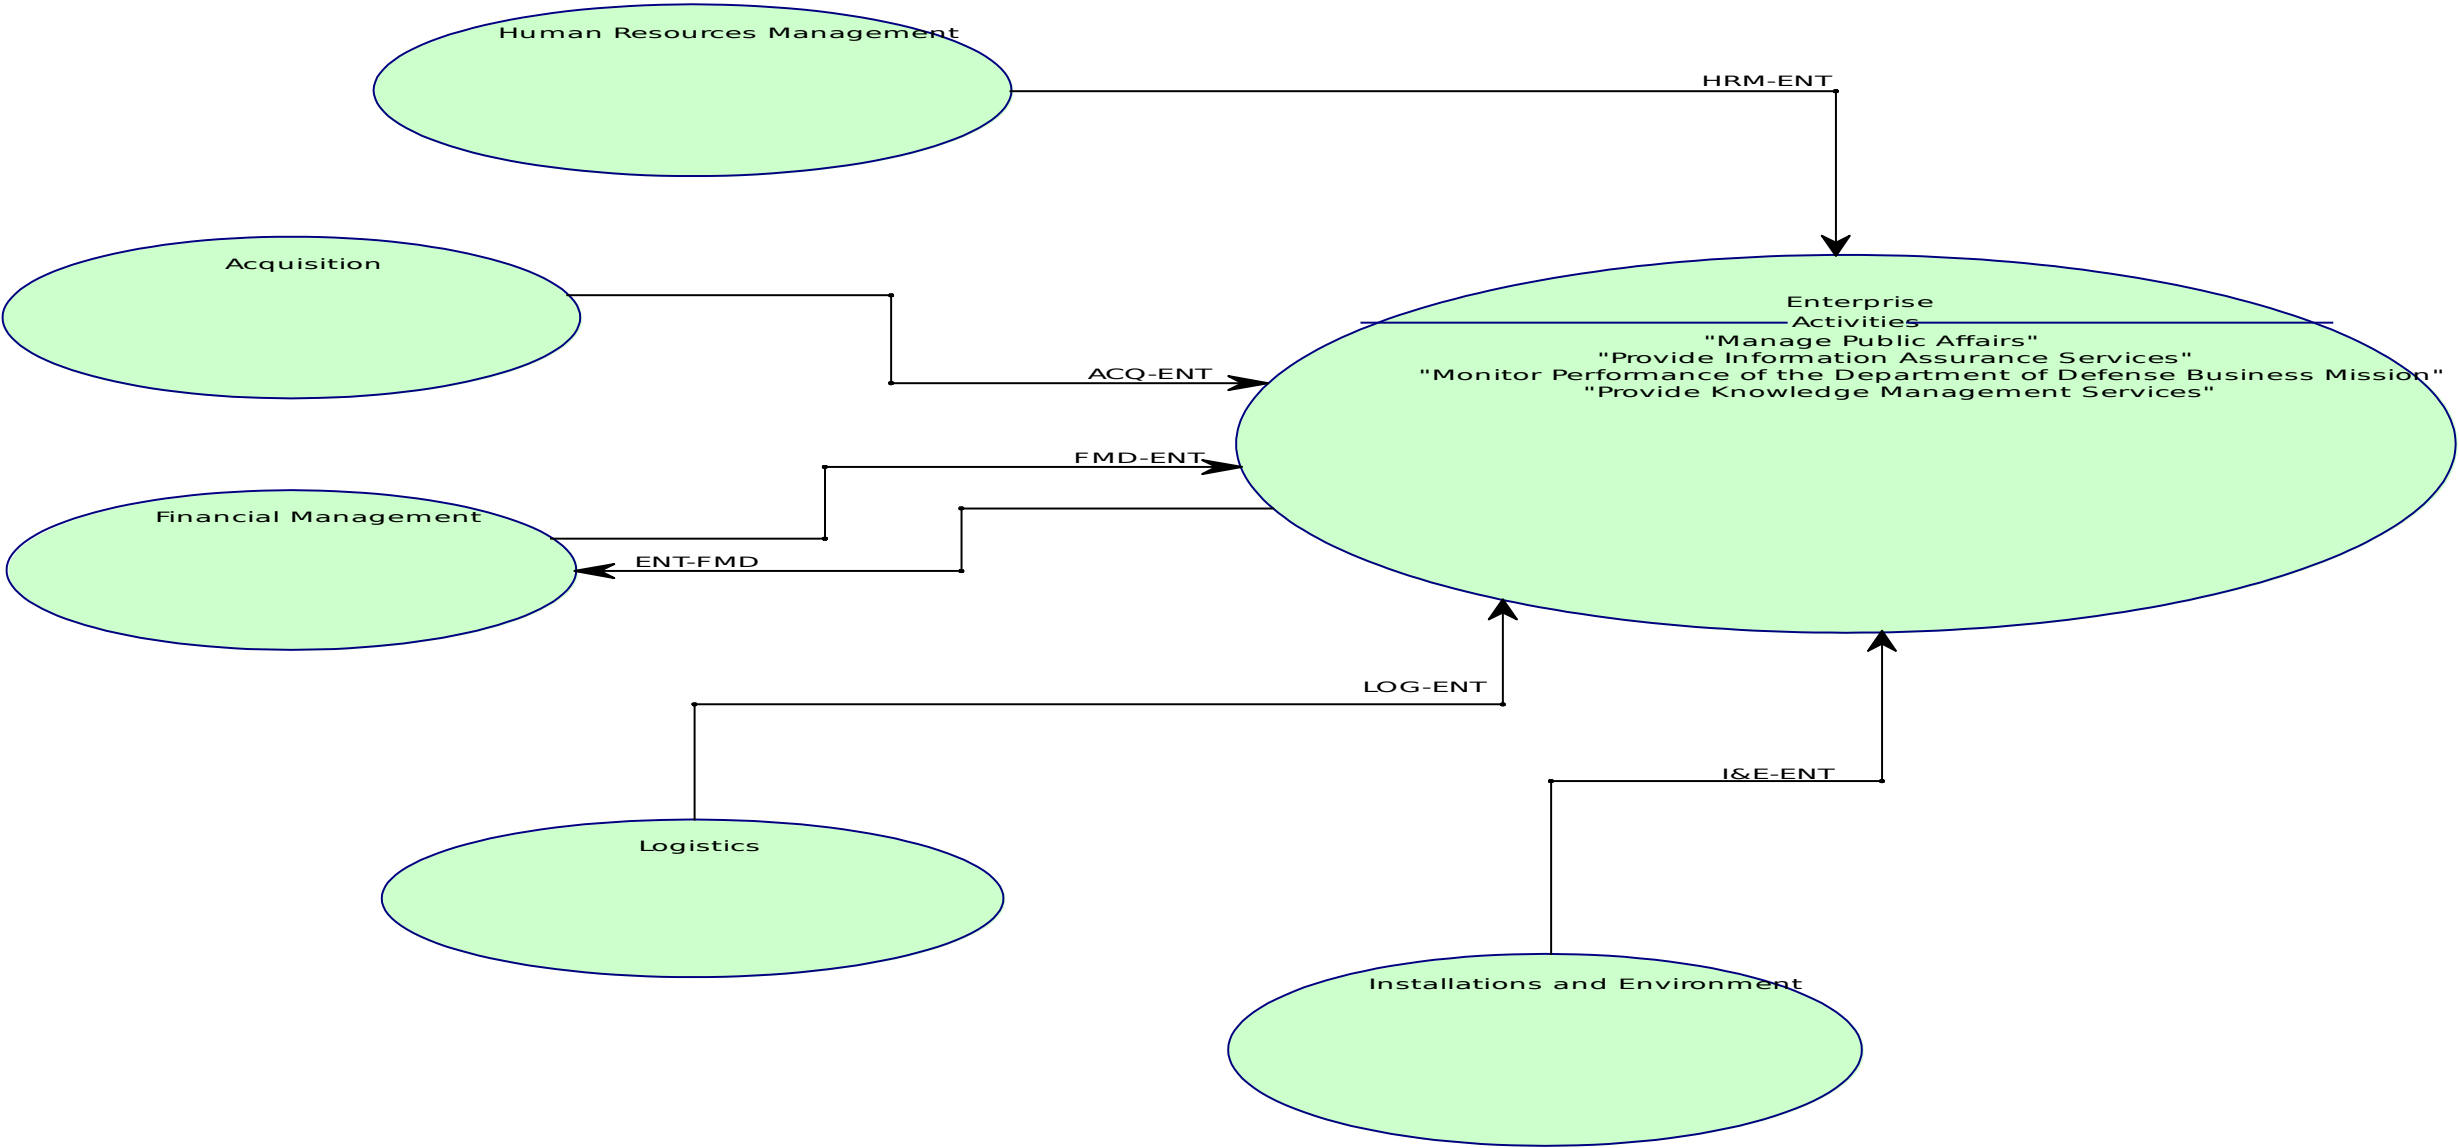 Human Resources Management
HRM-ENT
Acquisition
Enterprise
Activities
"Manage Public Affairs"
"Provide Information Assurance Services"
"Monitor Performance of the Department of Defense Business Mission"
"Provide Knowledge Management Services"
ACQ-ENT
FMD-ENT
Financial Management
ENT-FMD
LOG-ENT
I&E-ENT
Logistics
Installations and Environment